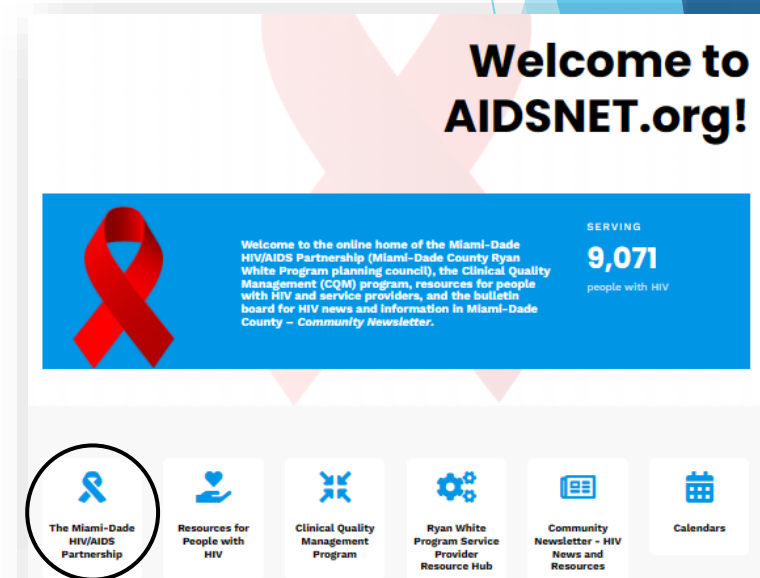 Welcome to
AIDSNET.org!
Welcome to the online home of the Miami-Dade
HIV/AIDS Partnership (Miami-Dade County Ryan
White Program planning council), the Clinical Quality
Management (CQM) program, resources for people
with HIV and service providers, and the bulletin
board for HIV news and information in Miami-Dade
County – Community Newsletter.
SERVING
9,071
people with HIV
The Miami-Dade
HIV/AIDS
Partnership
Resources for
People with
HIV
Clinical Quality
Management
Program
Ryan White
Program Service
Provider
Resource Hub
Community
Newsletter - HIV
News and
Resources
Calendars